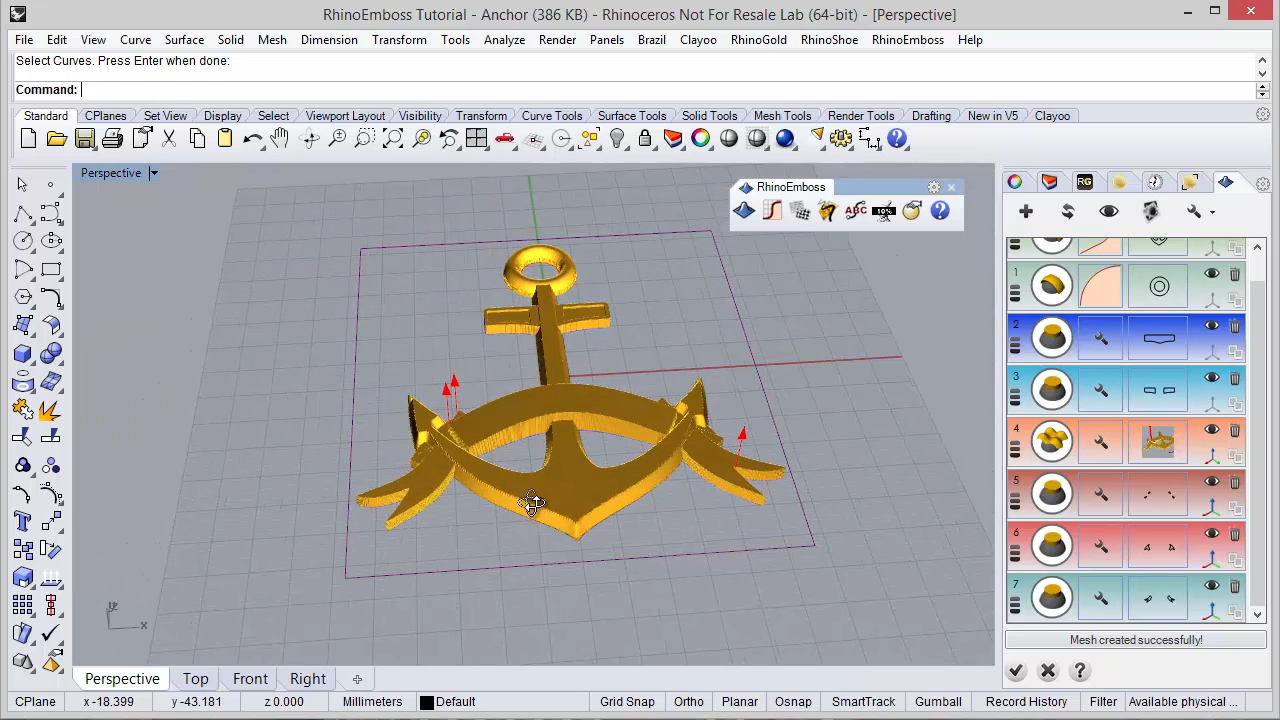 RhinoEmboss Tutorial - Anchor (386 KB) - Rhinoceros Not For Resale Lab (64-bit) - [Perspective]
File Edit View Curve Surface Solid Mesh Dimension Transform Tools Analyze Render Panels Brazil Clayoo RhinoGold RhinoShoe RhinoEmboss Help
Select Curves. Press Enter when done:
Command:
Standard CPlanes Set View Display Select Viewport Layout Visibility Transform Curve Tools Surface Tools Solid Tools Mesh Tools Render Tools Drafting New in V5 Clayoo
Perspective
RhinoEmboss
RG
ABC 10%
1
2
3
4
5
6
7
x
Mesh created successfully!
Perspective Top Front Right
CPlane x -18.399 y -43.181 z 0.000 Millimeters Default Grid Snap Ortho Planar Osnap SmartTrack Gumball Record History Filter Available physical ...